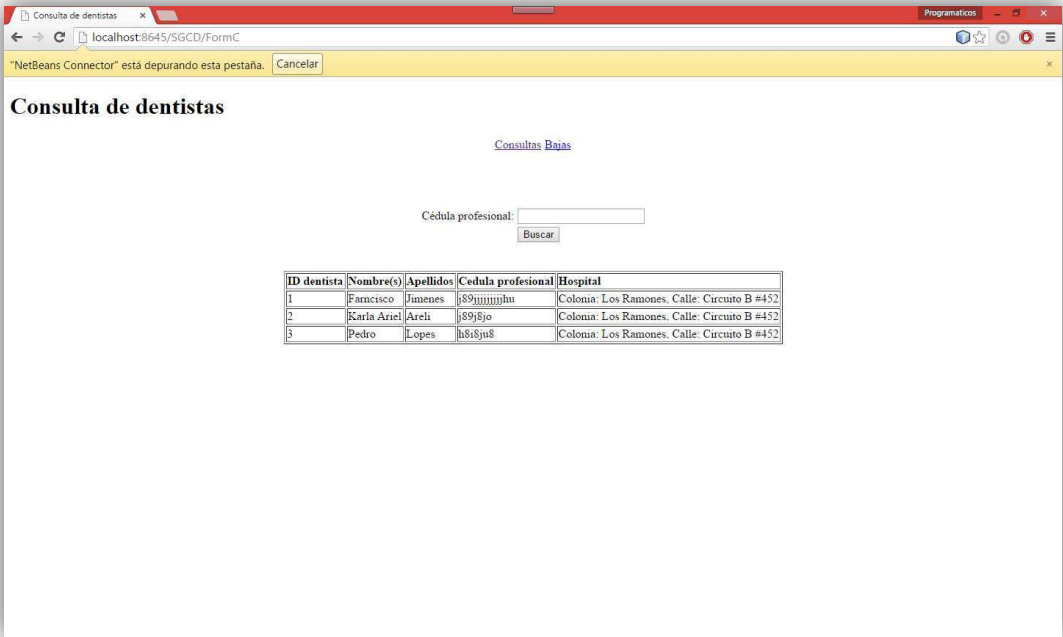 Consulta de dentistas
Programaticos
localhost:8645/SGCD/FormC
"NetBeans Connector" está depurando esta pestaña. Cancelar
Consulta de dentistas
Consultas Bajas
Cédula profesional:
Buscar
ID dentista Nombre(s) Apellidos Cedula profesional Hospital
1 Farncisco Jimenes j89jjjjjjjjhu Colonia: Los Ramones, Calle: Circuito B #452
2 Karla Ariel Areli j89j8jo Colonia: Los Ramones, Calle: Circuito B #452
3 Pedro Lopes h8i8ju8 Colonia: Los Ramones, Calle: Circuito B #452